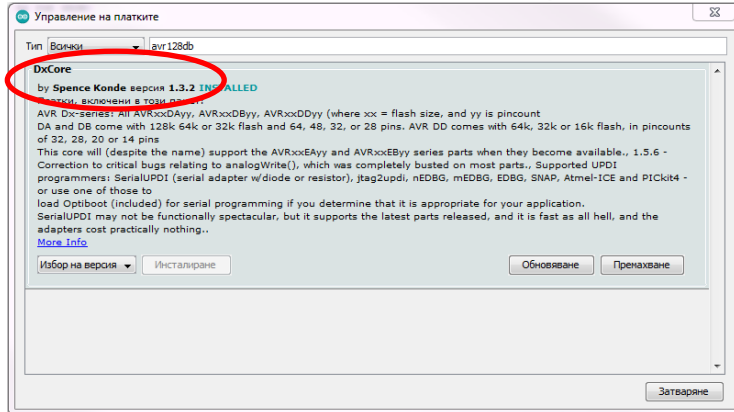 Управление на платките
Тип Всички avr128db
DxCore
by Spence Konde версия 1.3.2 INSTALLED
Платки, включени в този пакет:
AVR Dx-series: All AVRxxDAyy, AVRxxDByy, AVRxxDDyy (where xx = flash size, and yy is pincount
DA and DB come with 128k 64k or 32k flash and 64, 48, 32, or 28 pins. AVR DD comes with 64k, 32k or 16k flash, in pincounts
of 32, 28, 20 or 14 pins
This core will (despite the name) support the AVRxxEAyy and AVRxxEByy series parts when they become available., 1.5.6 -
Correction to critical bugs relating to analogWrite(), which was completely busted on most parts., Supported UPDI
programmers: SerialUPDI (serial adapter w/diode or resistor), jtag2updi, nEDBG, mEDBG, EDBG, SNAP, Atmel-ICE and PICkit4 -
or use one of those to
load Optiboot (included) for serial programming if you determine that it is appropriate for your application.
SerialUPDI may not be functionally spectacular, but it supports the latest parts released, and it is fast as all hell, and the
adapters cost practically nothing..
More Info
Избор на версия Инсталиране Обновяване Премахване
Затваряне